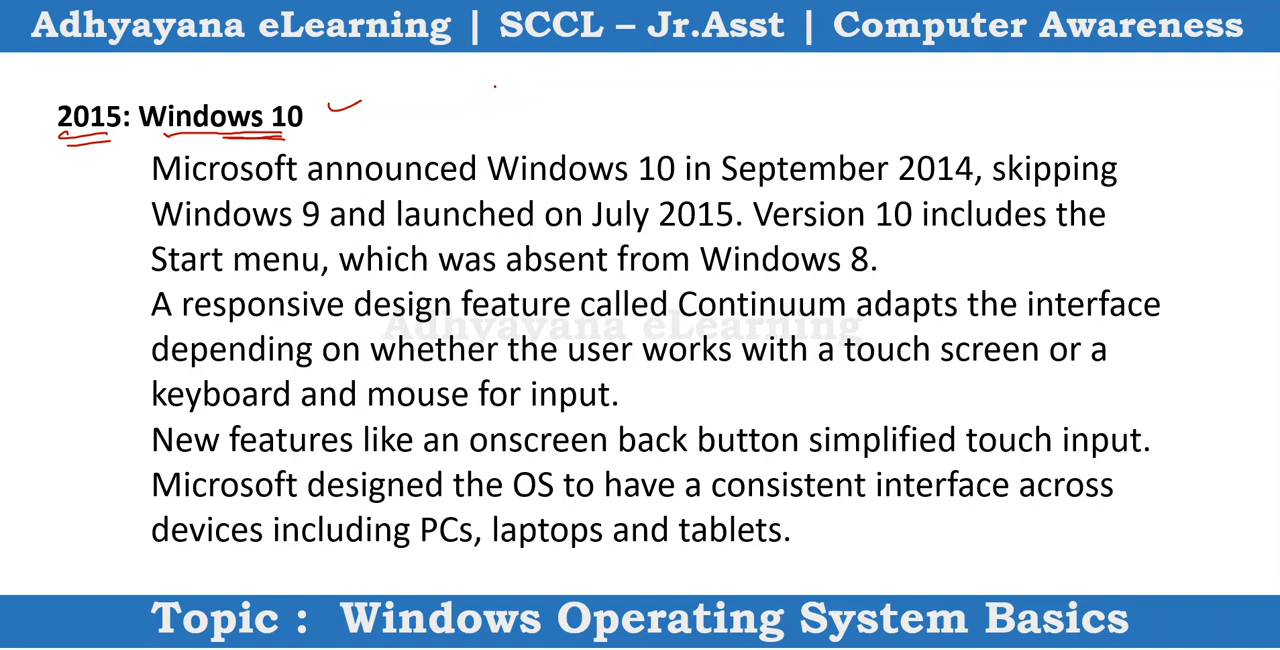 Adhyayana eLearning | SCCL – Jr.Asst | Computer Awareness
2015: Windows 10
Microsoft announced Windows 10 in September 2014, skipping
Windows 9 and launched on July 2015. Version 10 includes the
Start menu, which was absent from Windows 8.
A responsive design feature called Continuum adapts the interface
Adhyayana eLearning
depending on whether the user works with a touch screen or a
keyboard and mouse for input.
New features like an onscreen back button simplified touch input.
Microsoft designed the OS to have a consistent interface across
devices including PCs, laptops and tablets.
Topic : Windows Operating System Basics